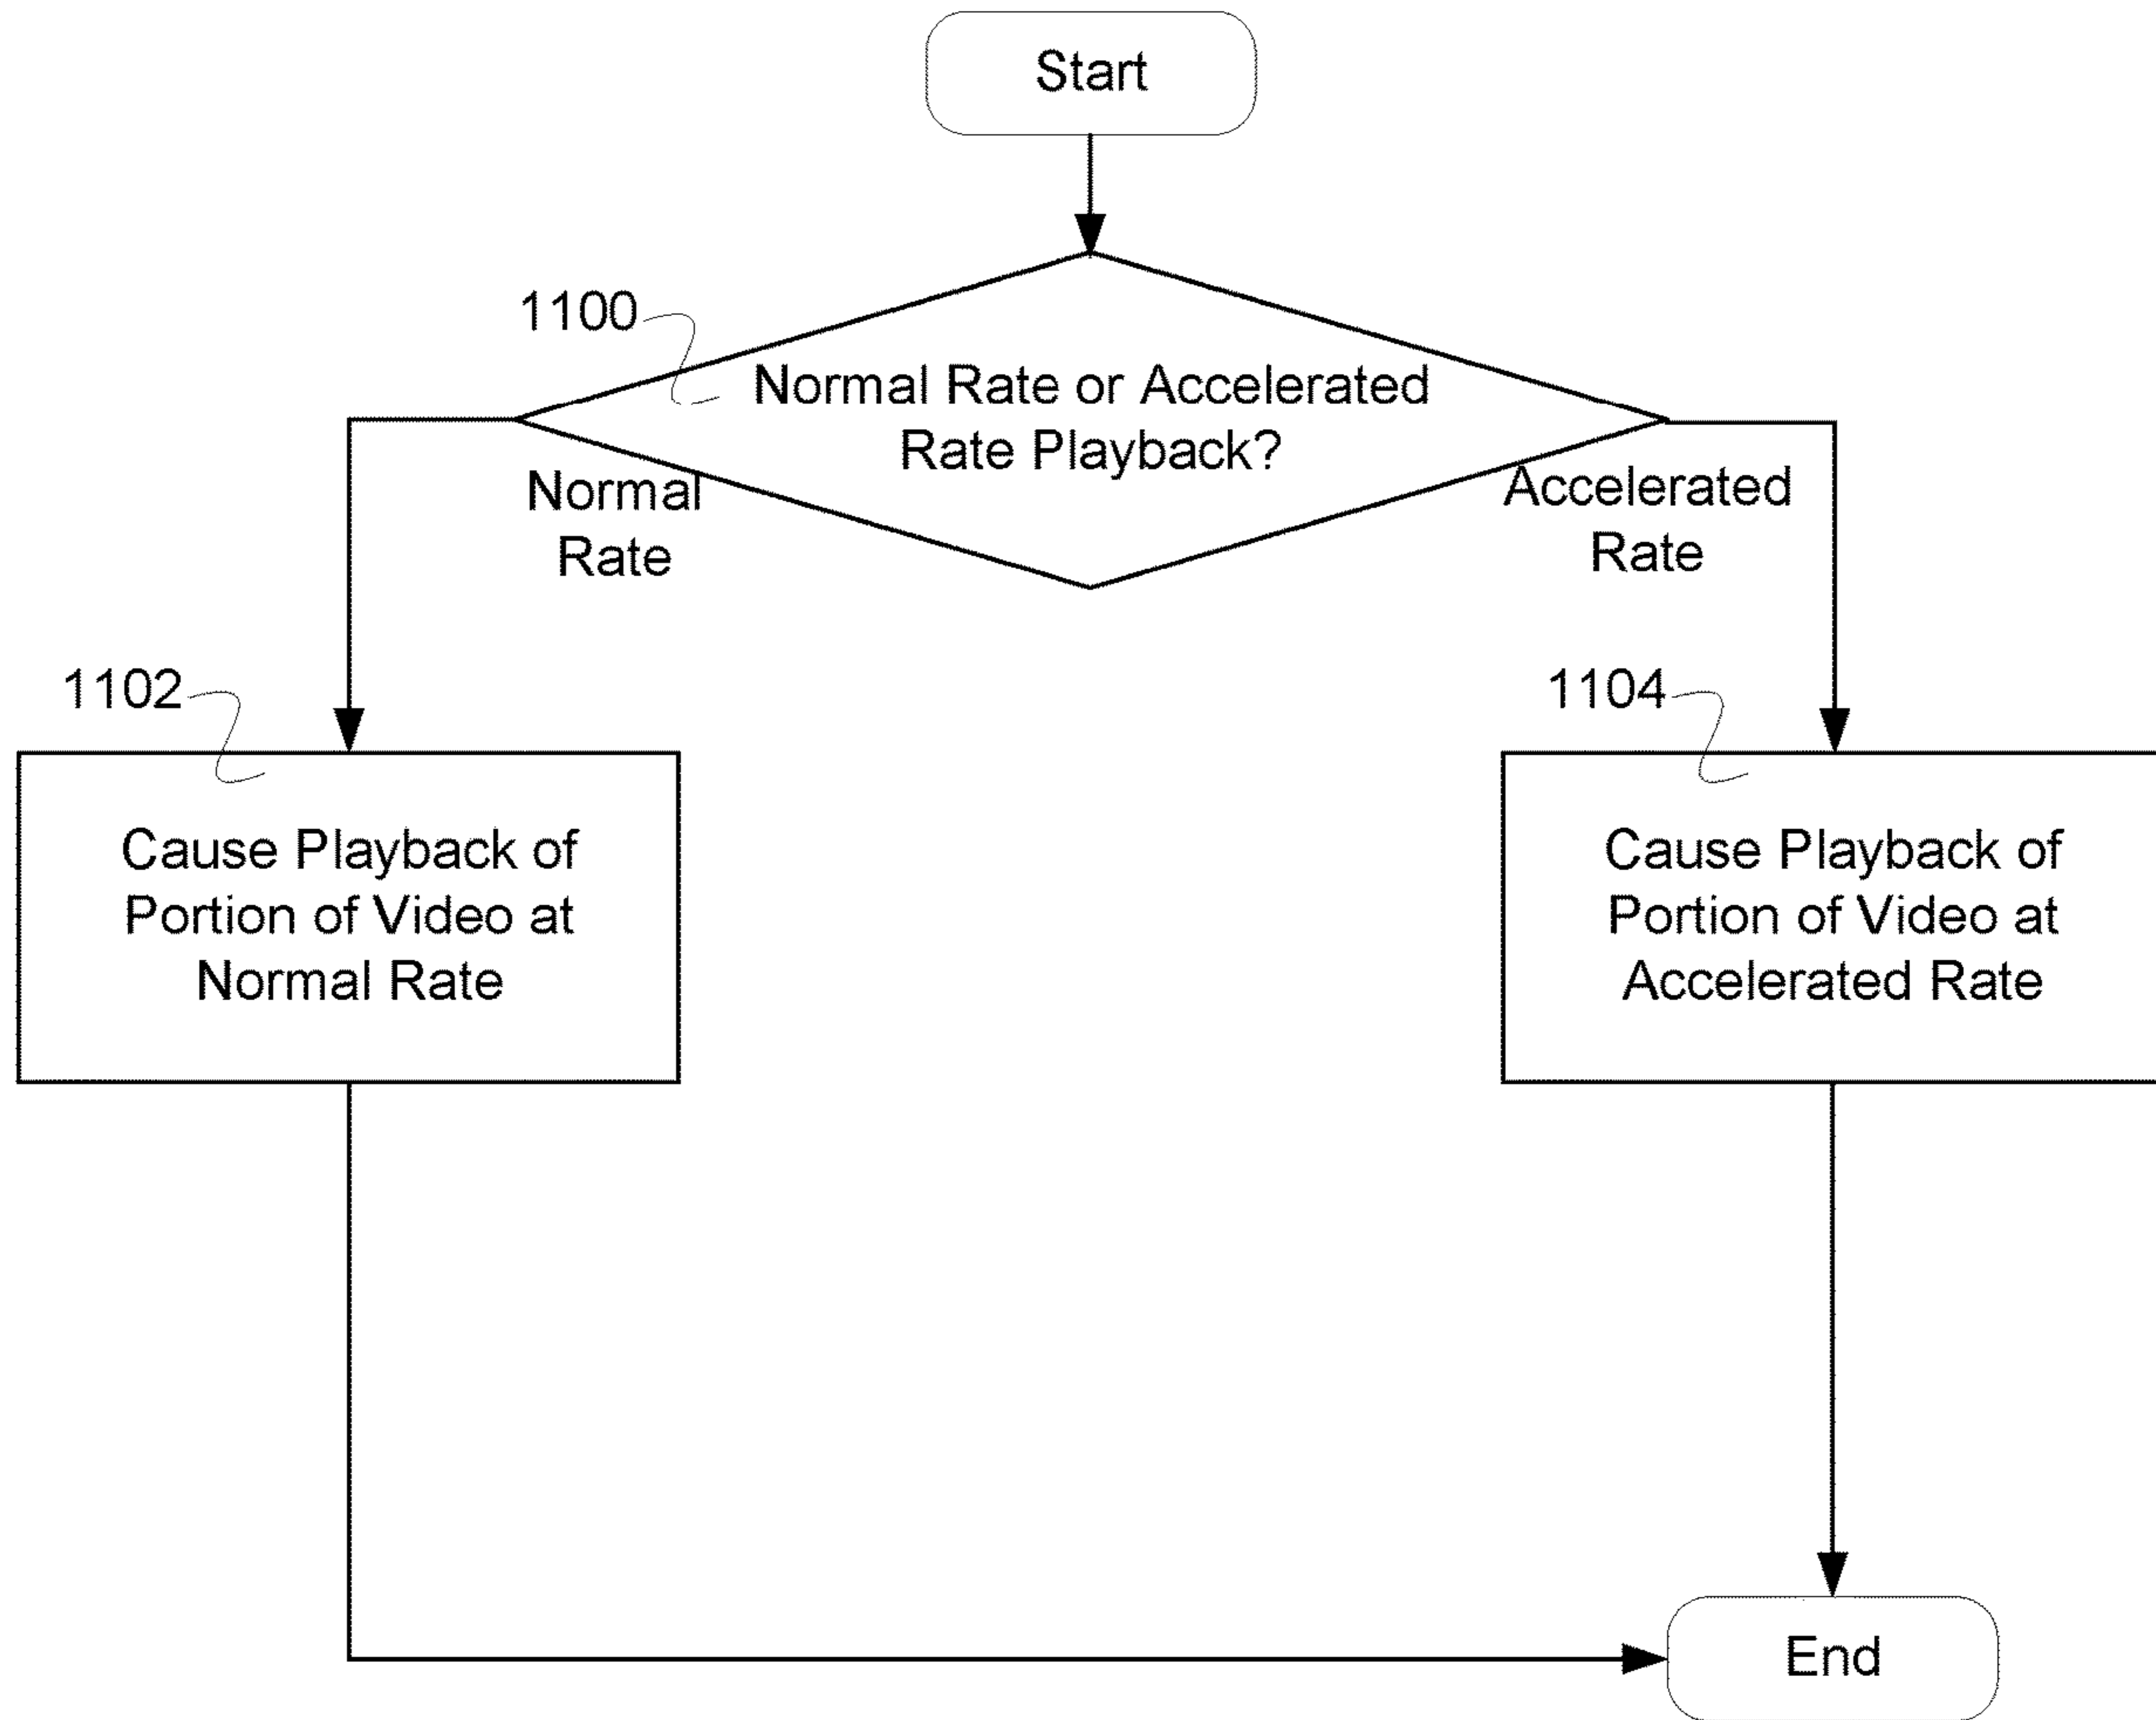 Start
1100
Normal Rate or Accelerated
Rate Playback?
Normal
Rate
Accelerated
Rate
1102
1104
Cause Playback of
Portion of Video at
Normal Rate
Cause Playback of
Portion of Video at
Accelerated Rate
End